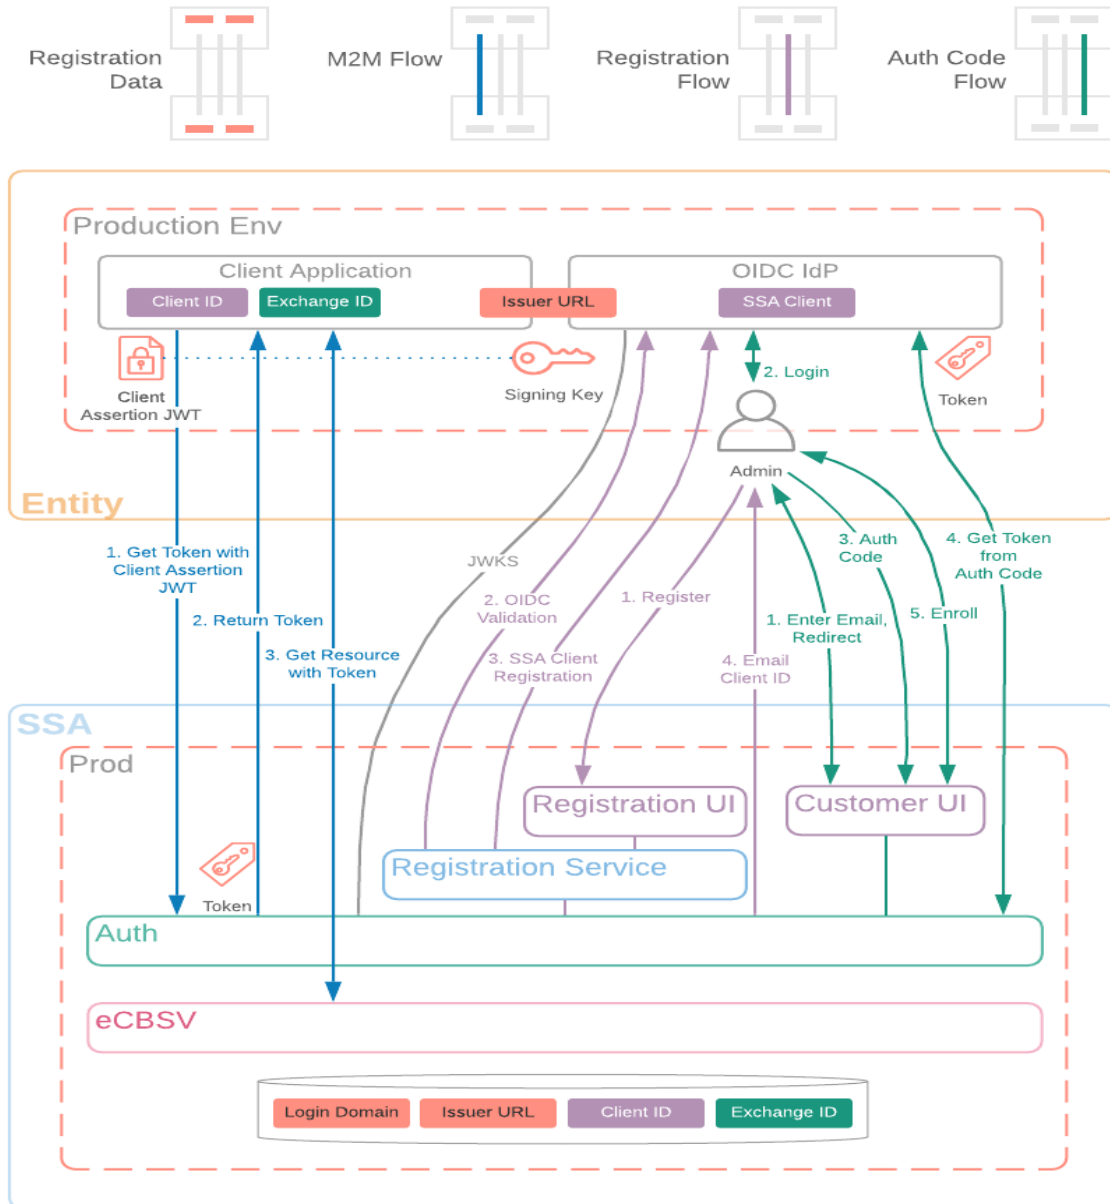 Registration
Data
M2M Flow
Registration
Flow
Auth Code
Flow
Production Env
Client Application
Client ID
Exchange ID
Issuer URL
OIDC IdP
SSA Client
Client
Assertion JWT
Signing Key
2. Login
Token
Admin
Entity
1. Get Token with
Client Assertion
JWT
2. Return Token
3. Get Resource
with Token
JWKS
2. OIDC
Validation
3. SSA Client
Registration
1. Register
4. Email
Client ID
1. Enter Email,
Redirect
3. Auth
Code
5. Enroll
4. Get Token
from
Auth Code
SSA
Prod
Registration UI
Customer UI
Registration Service
Token
Auth
eCBSV
Login Domain
Issuer URL
Client ID
Exchange ID